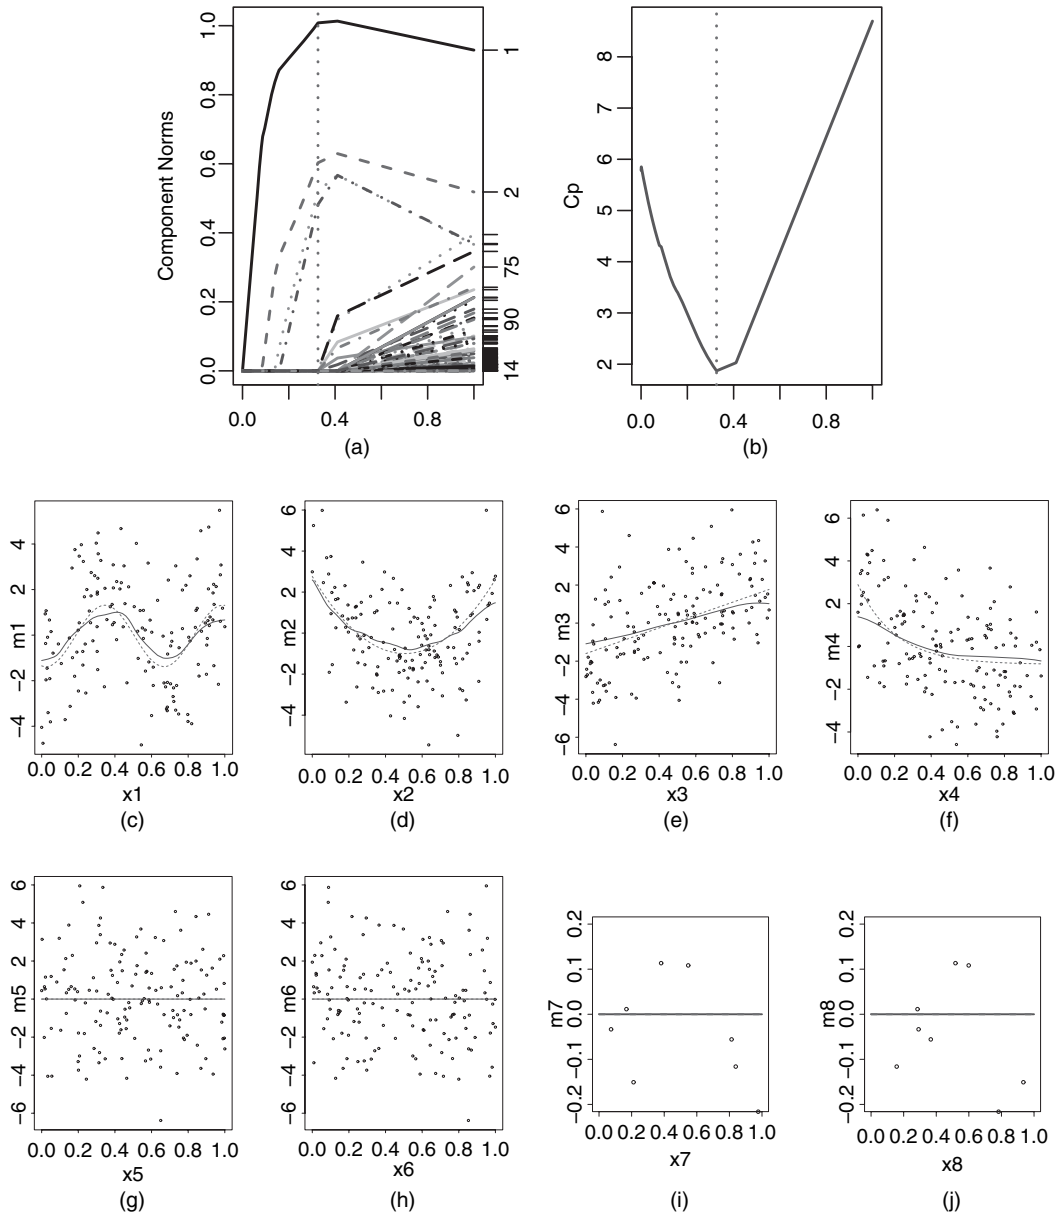 Component Norms
0.0 0.2 0.4 0.6 0.8 1.0
1
2
75
90
14
0.0 0.4 0.8
(a)
Cp
2 3 4 5 6 7 8
0.0 0.4 0.8
(b)
m1
−4 −2 2 4
0.0 0.2 0.4 0.6 0.8 1.0
x1
(c)
m2
−4 −2 2 4 6
0.0 0.2 0.4 0.6 0.8 1.0
x2
(d)
m3
−6 −4 −2 2 4 6
0.0 0.2 0.4 0.6 0.8 1.0
x3
(e)
m4
−4 −2 2 4 6
0.0 0.2 0.4 0.6 0.8 1.0
x4
(f)
m5
−6 −4 −2 2 4 6
0.0 0.2 0.4 0.6 0.8 1.0
x5
(g)
m6
−6 −4 −2 2 4 6
0.0 0.2 0.4 0.6 0.8 1.0
x6
(h)
m7
−0.2 −0.1 0.0 0.1 0.2
0.0 0.2 0.4 0.6 0.8 1.0
x7
(i)
m8
−0.2 −0.1 0.0 0.1 0.2
0.0 0.2 0.4 0.6 0.8 1.0
x8
(j)